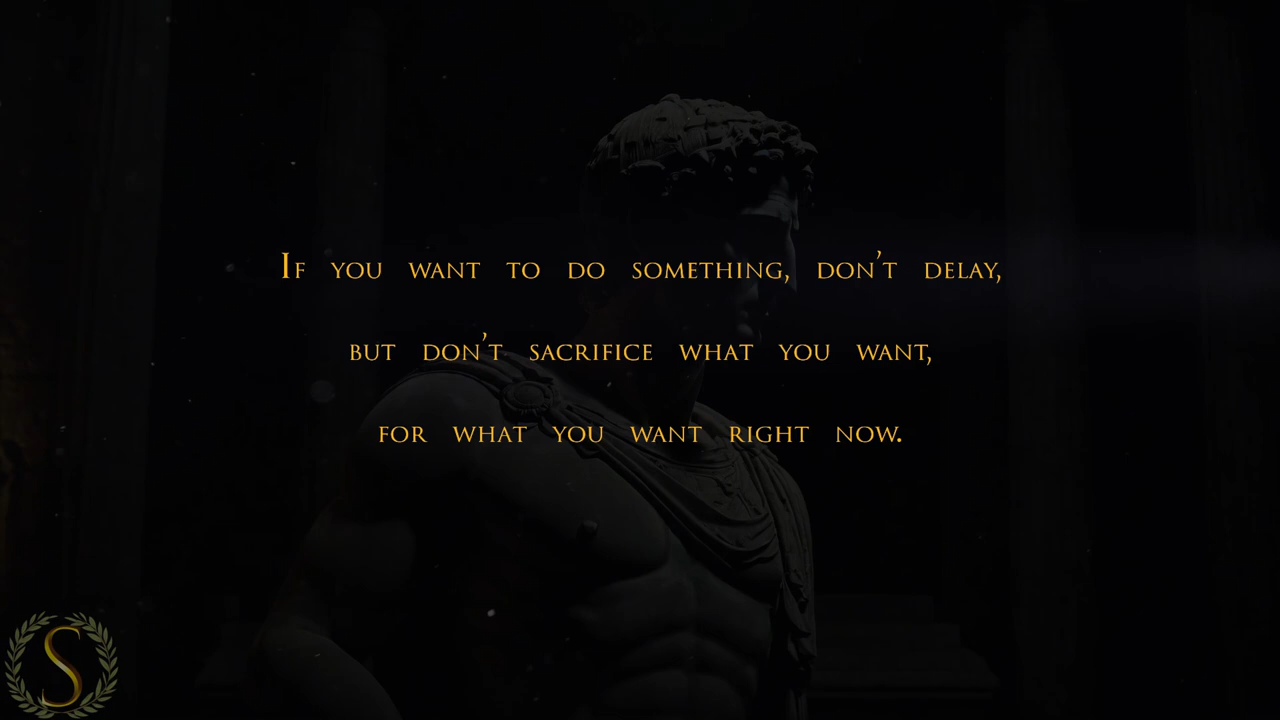 If you want to do something, don't delay,
but don't sacrifice what you want,
for what you want right now.
S